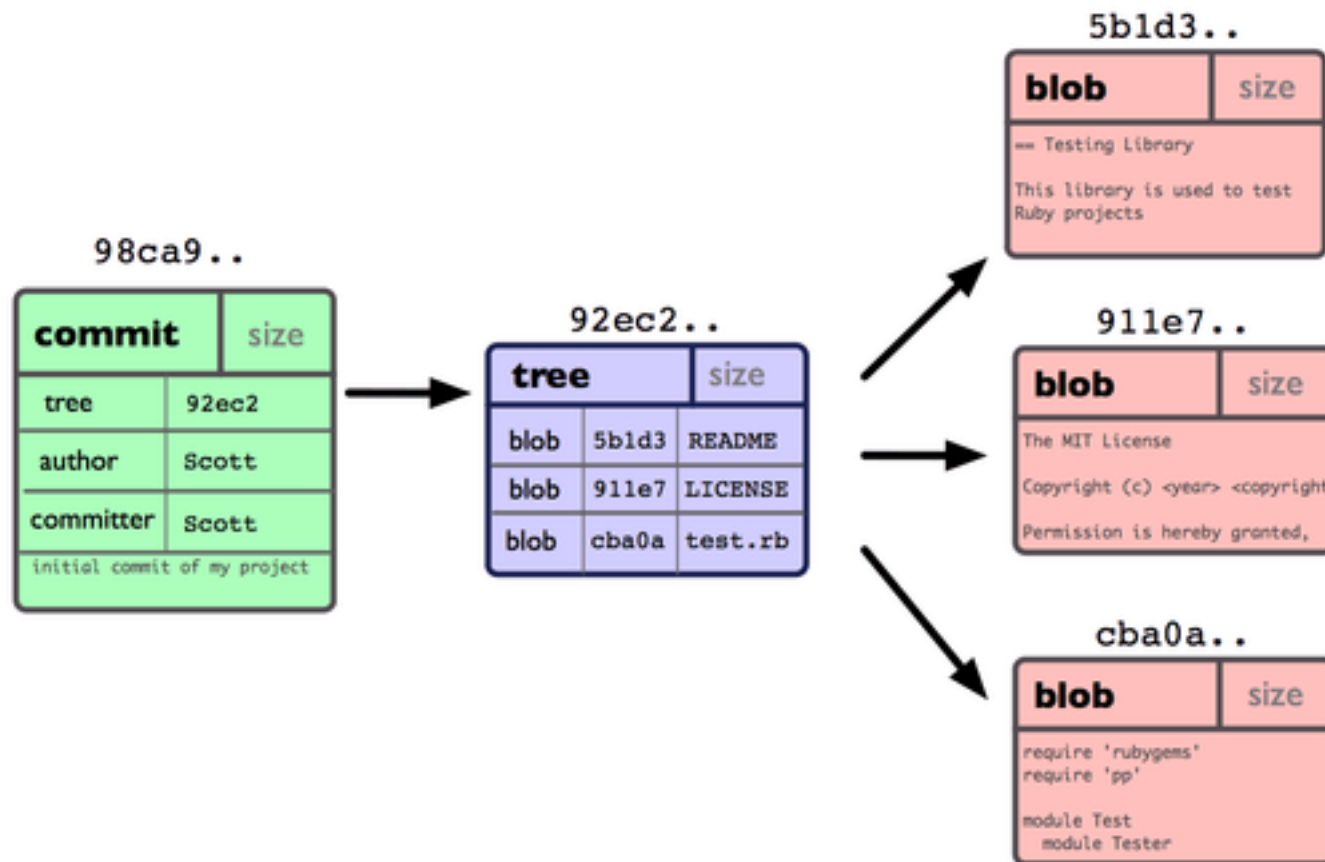 98ca9..
commit size
tree 92ec2
author Scott
committer Scott
initial commit of my project
92ec2..
tree size
blob 5b1d3 README
blob 911e7 LICENSE
blob cba0a test.rb
5b1d3..
blob size
== Testing Library
This library is used to test
Ruby projects
911e7..
blob size
The MIT License
Copyright (c) <year> <copyright
Permission is hereby granted,
cba0a..
blob size
require 'rubygems'
require 'pp'
module Test
module Tester